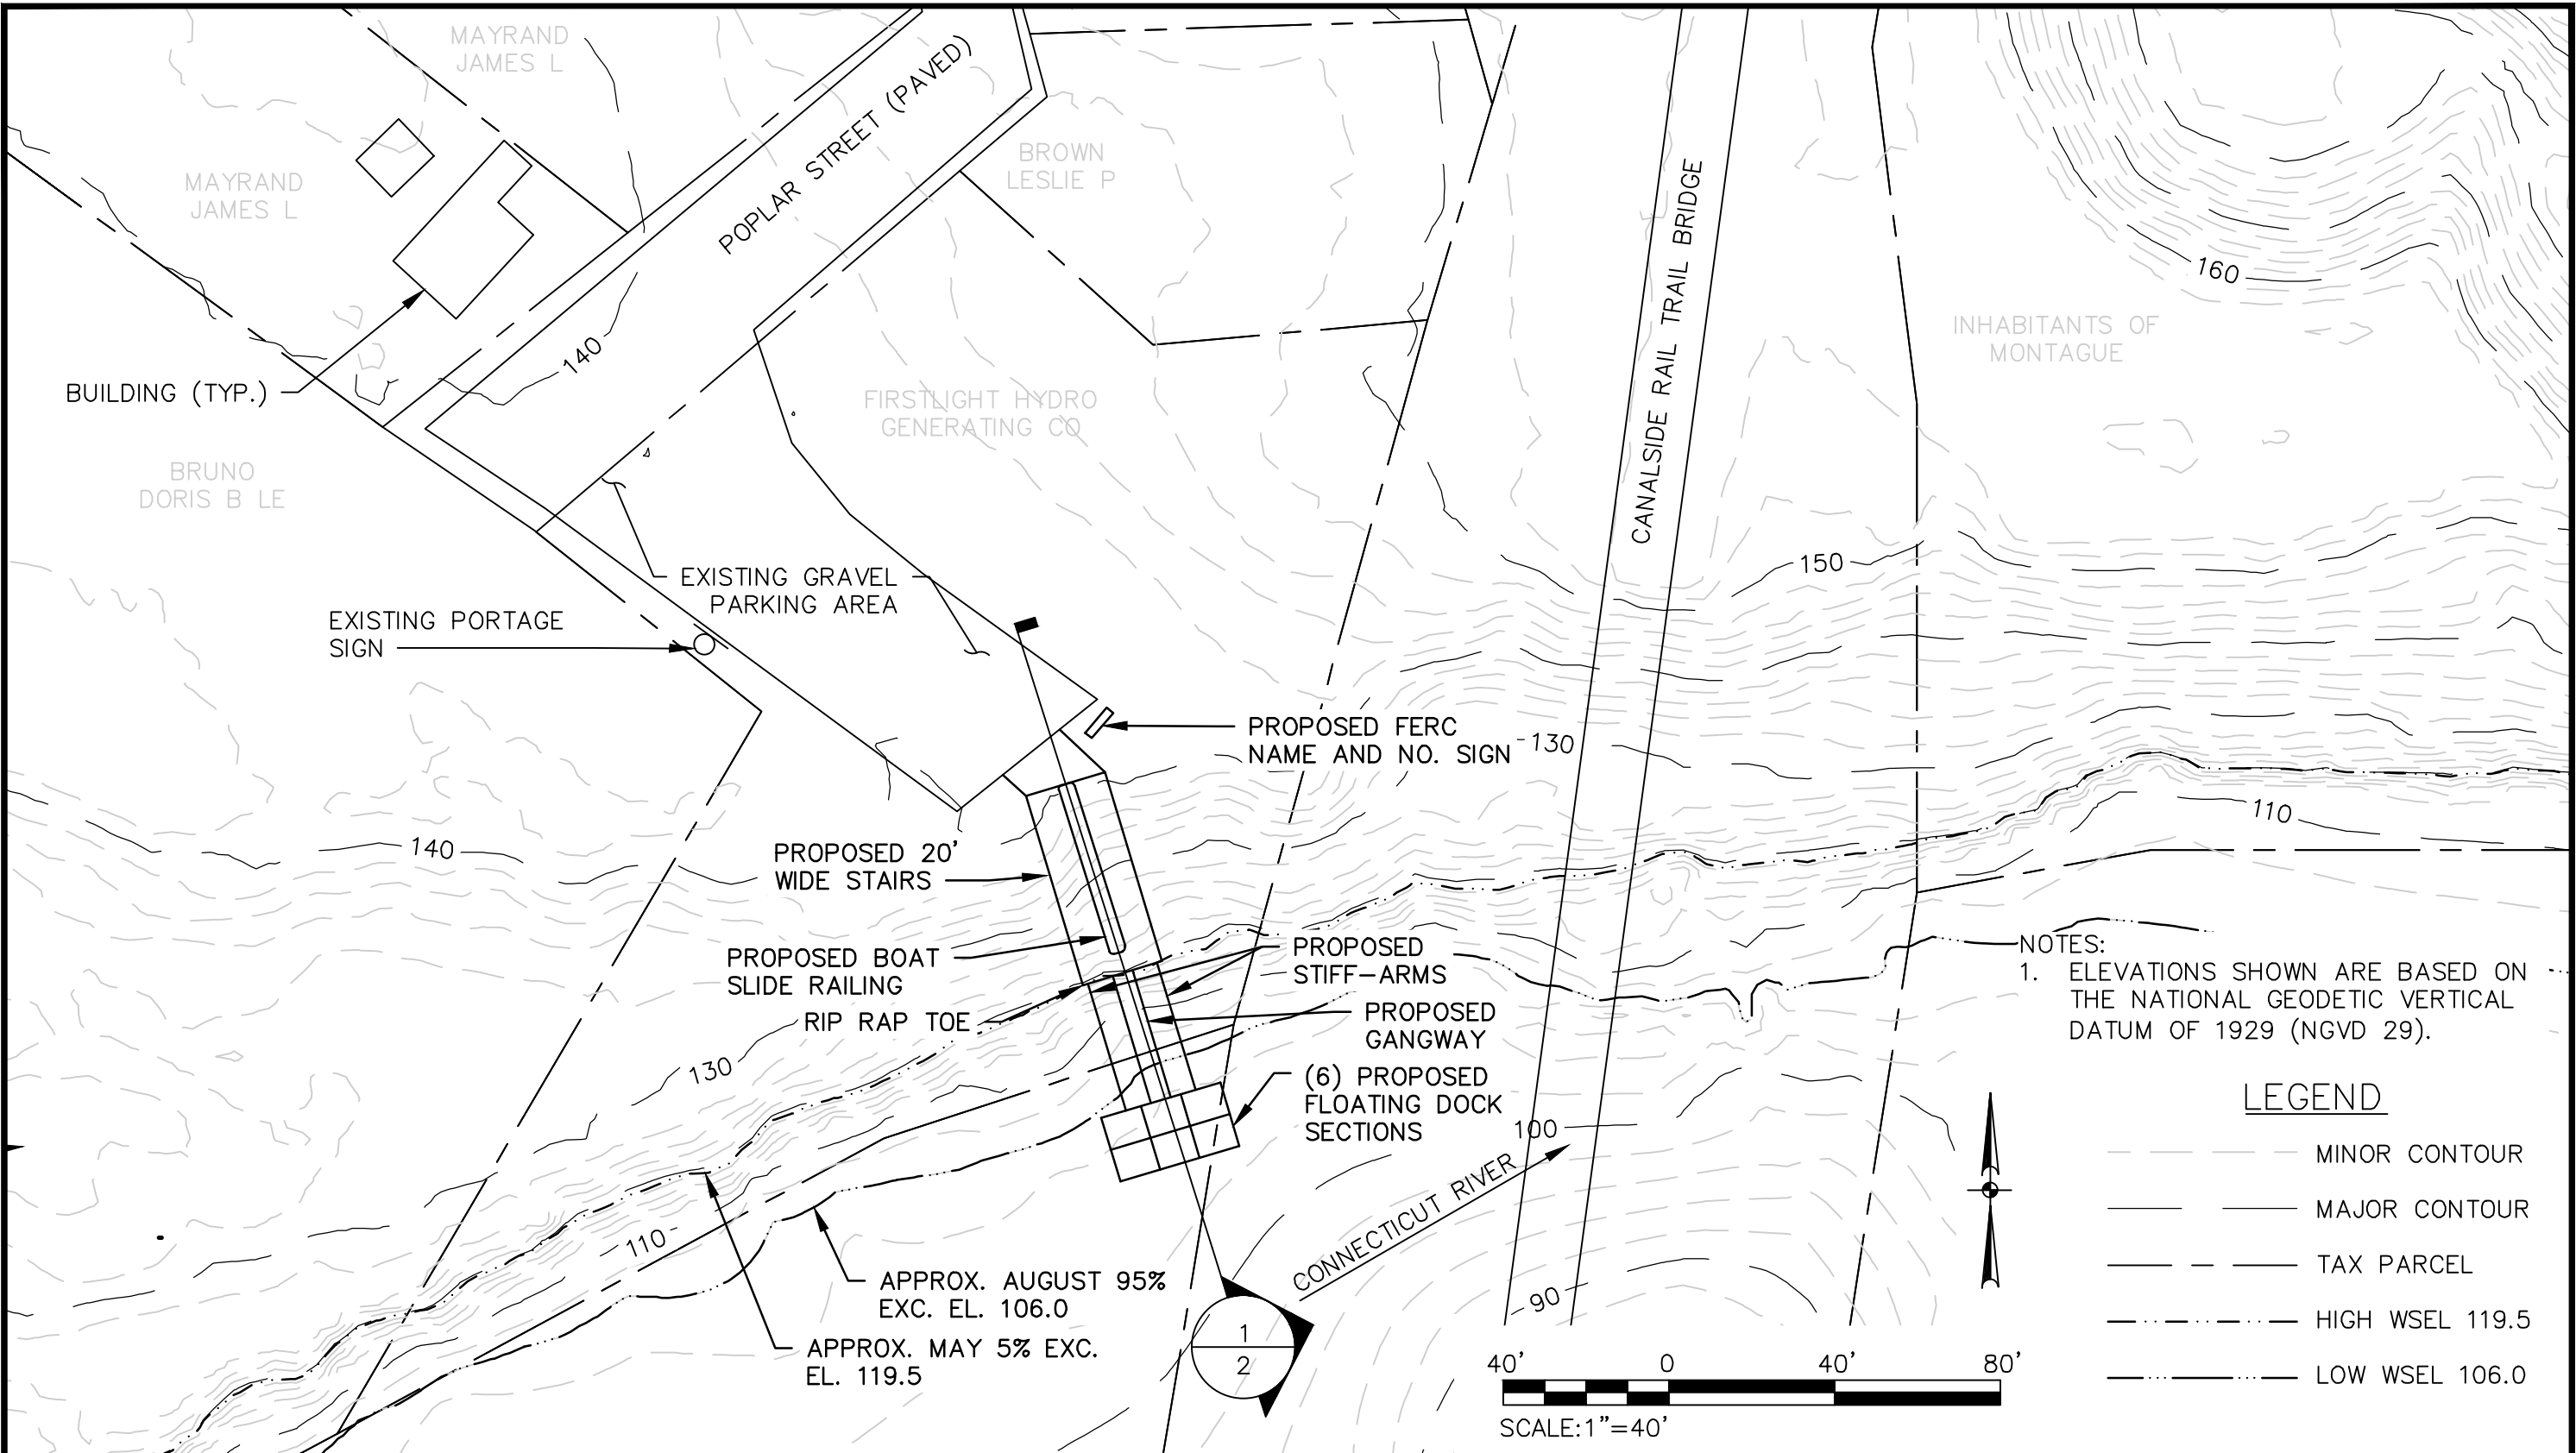 MAYRAND
JAMES L
MAYRAND
JAMES L
POPLAR STREET (PAVED)
BROWN
LESLIE P
CANALSIDE RAIL TRAIL BRIDGE
160
INHABITANTS OF
MONTAGUE
140
BUILDING (TYP.)
FIRSTLIGHT HYDRO
GENERATING CO
BRUNO
DORIS B LE
150
EXISTING GRAVEL
PARKING AREA
EXISTING PORTAGE
SIGN
PROPOSED FERC
NAME AND NO. SIGN
130
110
140
PROPOSED 20'
WIDE STAIRS
PROPOSED BOAT
SLIDE RAILING
PROPOSED
STIFF-ARMS
RIP RAP TOE
PROPOSED
GANGWAY
130
(6) PROPOSED
FLOATING DOCK
SECTIONS
100
CONNECTICUT RIVER
110
APPROX. AUGUST 95%
EXC. EL. 106.0
APPROX. MAY 5% EXC.
EL. 119.5
1
2
90
NOTES:
1. ELEVATIONS SHOWN ARE BASED ON
THE NATIONAL GEODETIC VERTICAL
DATUM OF 1929 (NGVD 29).
LEGEND
MINOR CONTOUR
MAJOR CONTOUR
TAX PARCEL
HIGH WSEL 119.5
LOW WSEL 106.0
40' 0 40' 80'
SCALE:1"=40'